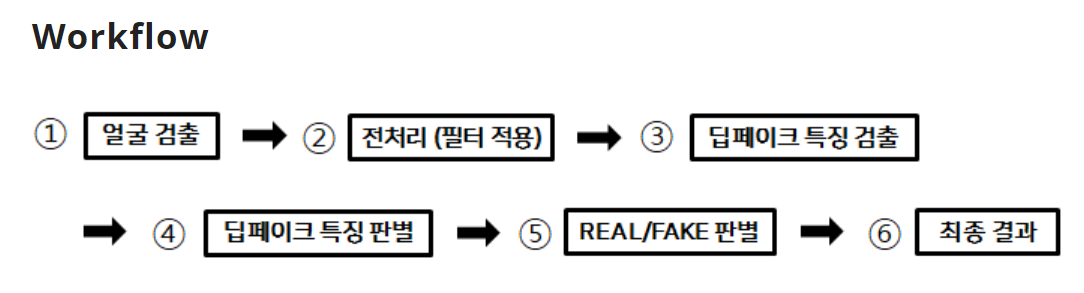 Workflow
① 얼굴 검출 ➡ ② 전처리 (필터 적용) ➡ ③ 딥페이크 특징 검출
➡ ④ 딥페이크 특징 판별 ➡ ⑤ REAL/FAKE 판별 ➡ ⑥ 최종 결과